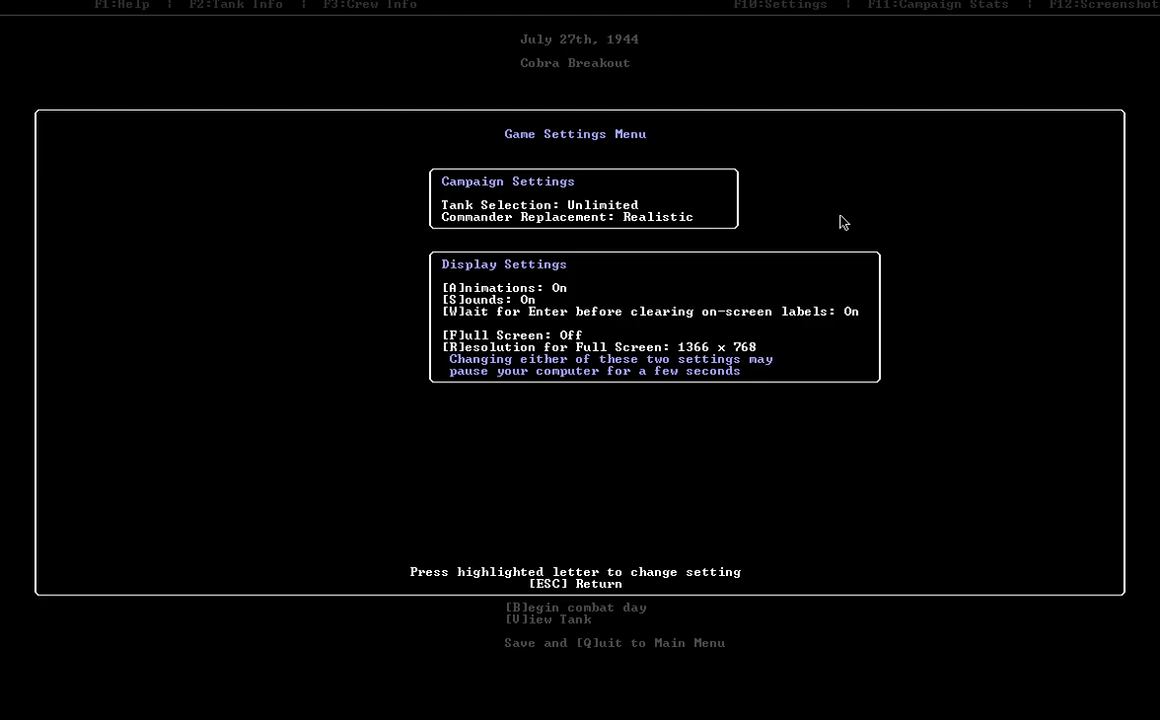 F1:Help | F2:Tank Info | F3:Crew Info F10:Settings | F11:Campaign Stats | F12:Screenshot
July 27th, 1944
Cobra Breakout
Game Settings Menu
Campaign Settings
Tank Selection: Unlimited
Commander Replacement: Realistic
Display Settings
[A]nimations: On
[S]ounds: On
[W]ait for Enter before clearing on-screen labels: On
[F]ull Screen: Off
[R]esolution for Full Screen: 1366 x 768
Changing either of these two settings may
pause your computer for a few seconds
Press highlighted letter to change setting
[ESC] Return
[B]egin combat day
[V]iew Tank
Save and [Q]uit to Main Menu